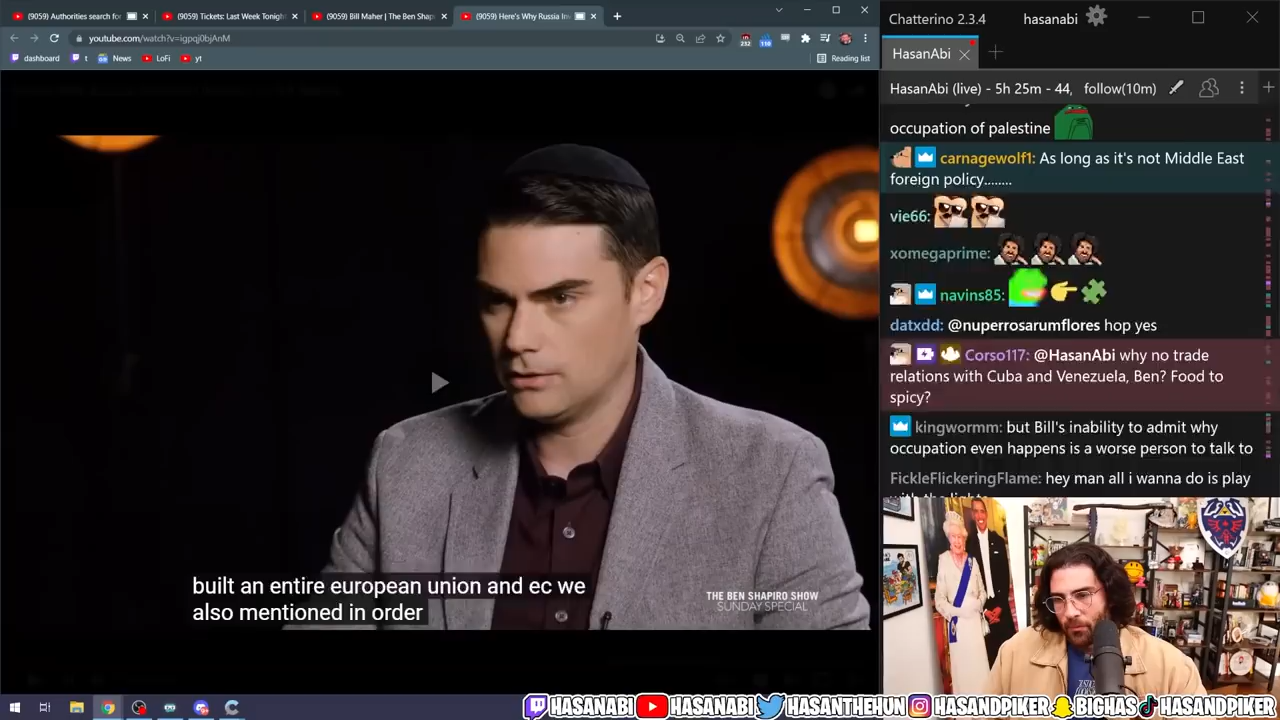 (9059) Authorities search for
(9059) Tickets: Last Week Tonigh
(9059) Bill Maher | The Ben Shap
(9059) Here's Why Russia In
youtube.com/watch?v=igpqj0bjAnM
232
110
dashboard
t
News
LoFi
yt
Reading list
built an entire european union and ec we
also mentioned in order
THE BEN SHAPIRO SHOW
SUNDAY SPECIAL
Chatterino 2.3.4
hasanabi
HasanAbi
HasanAbi (live) - 5h 25m - 44,
follow(10m)
occupation of palestine
carnagewolf1: As long as it's not Middle East
foreign policy........
vie66:
xomegaprime:
navins85:
datxdd: @nuperrosarumflores hop yes
Corso117: @HasanAbi why no trade
relations with Cuba and Venezuela, Ben? Food to
spicy?
kingwormm: but Bill's inability to admit why
occupation even happens is a worse person to talk to
FickleFlickeringFlame: hey man all i wanna do is play
with the lights
HASANABI
HASANABI
HASANTHEHUN
HASANDPIKER
BIGHAS
HASANDPIKER